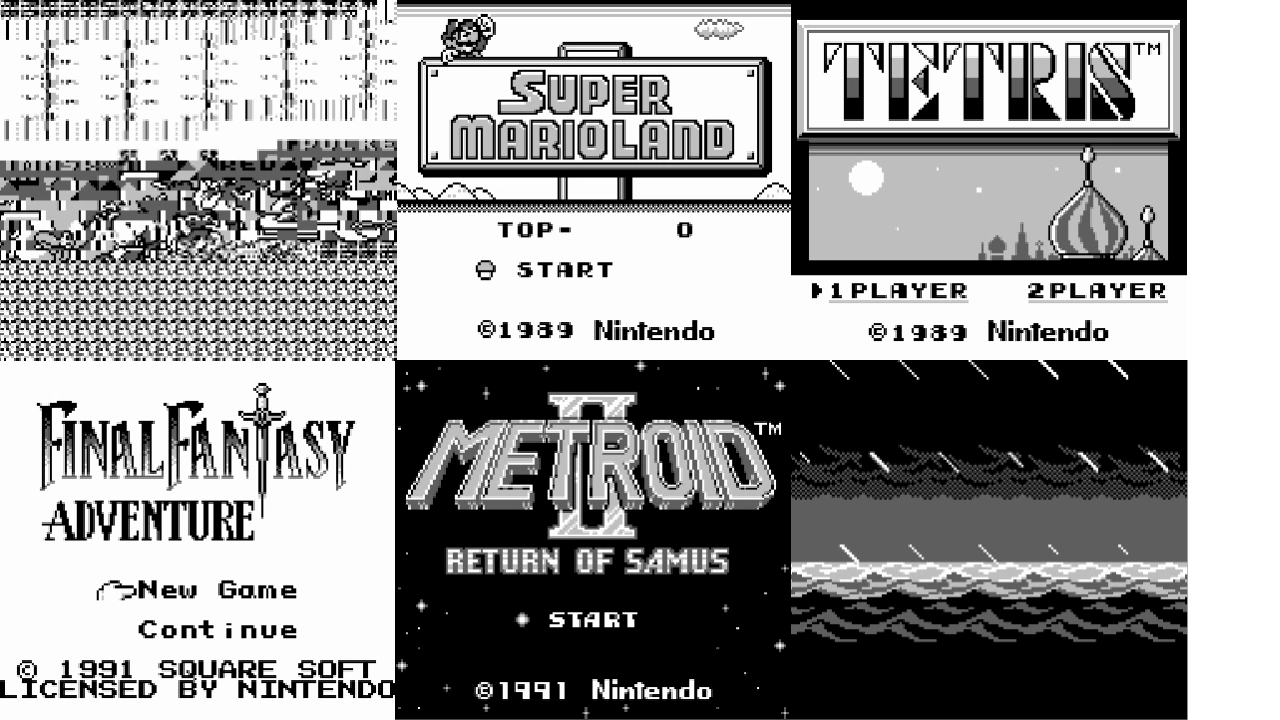 SUPER
MARIOLAND
TOP- 0
START
©1989 Nintendo
TETRIS™
1PLAYER 2PLAYER
©1989 Nintendo
FINAL FANTASY
ADVENTURE
New Game
Continue
© 1991 SQUARE SOFT
LICENSED BY NINTENDO
METROID™
II
RETURN OF SAMUS
START
©1991 Nintendo